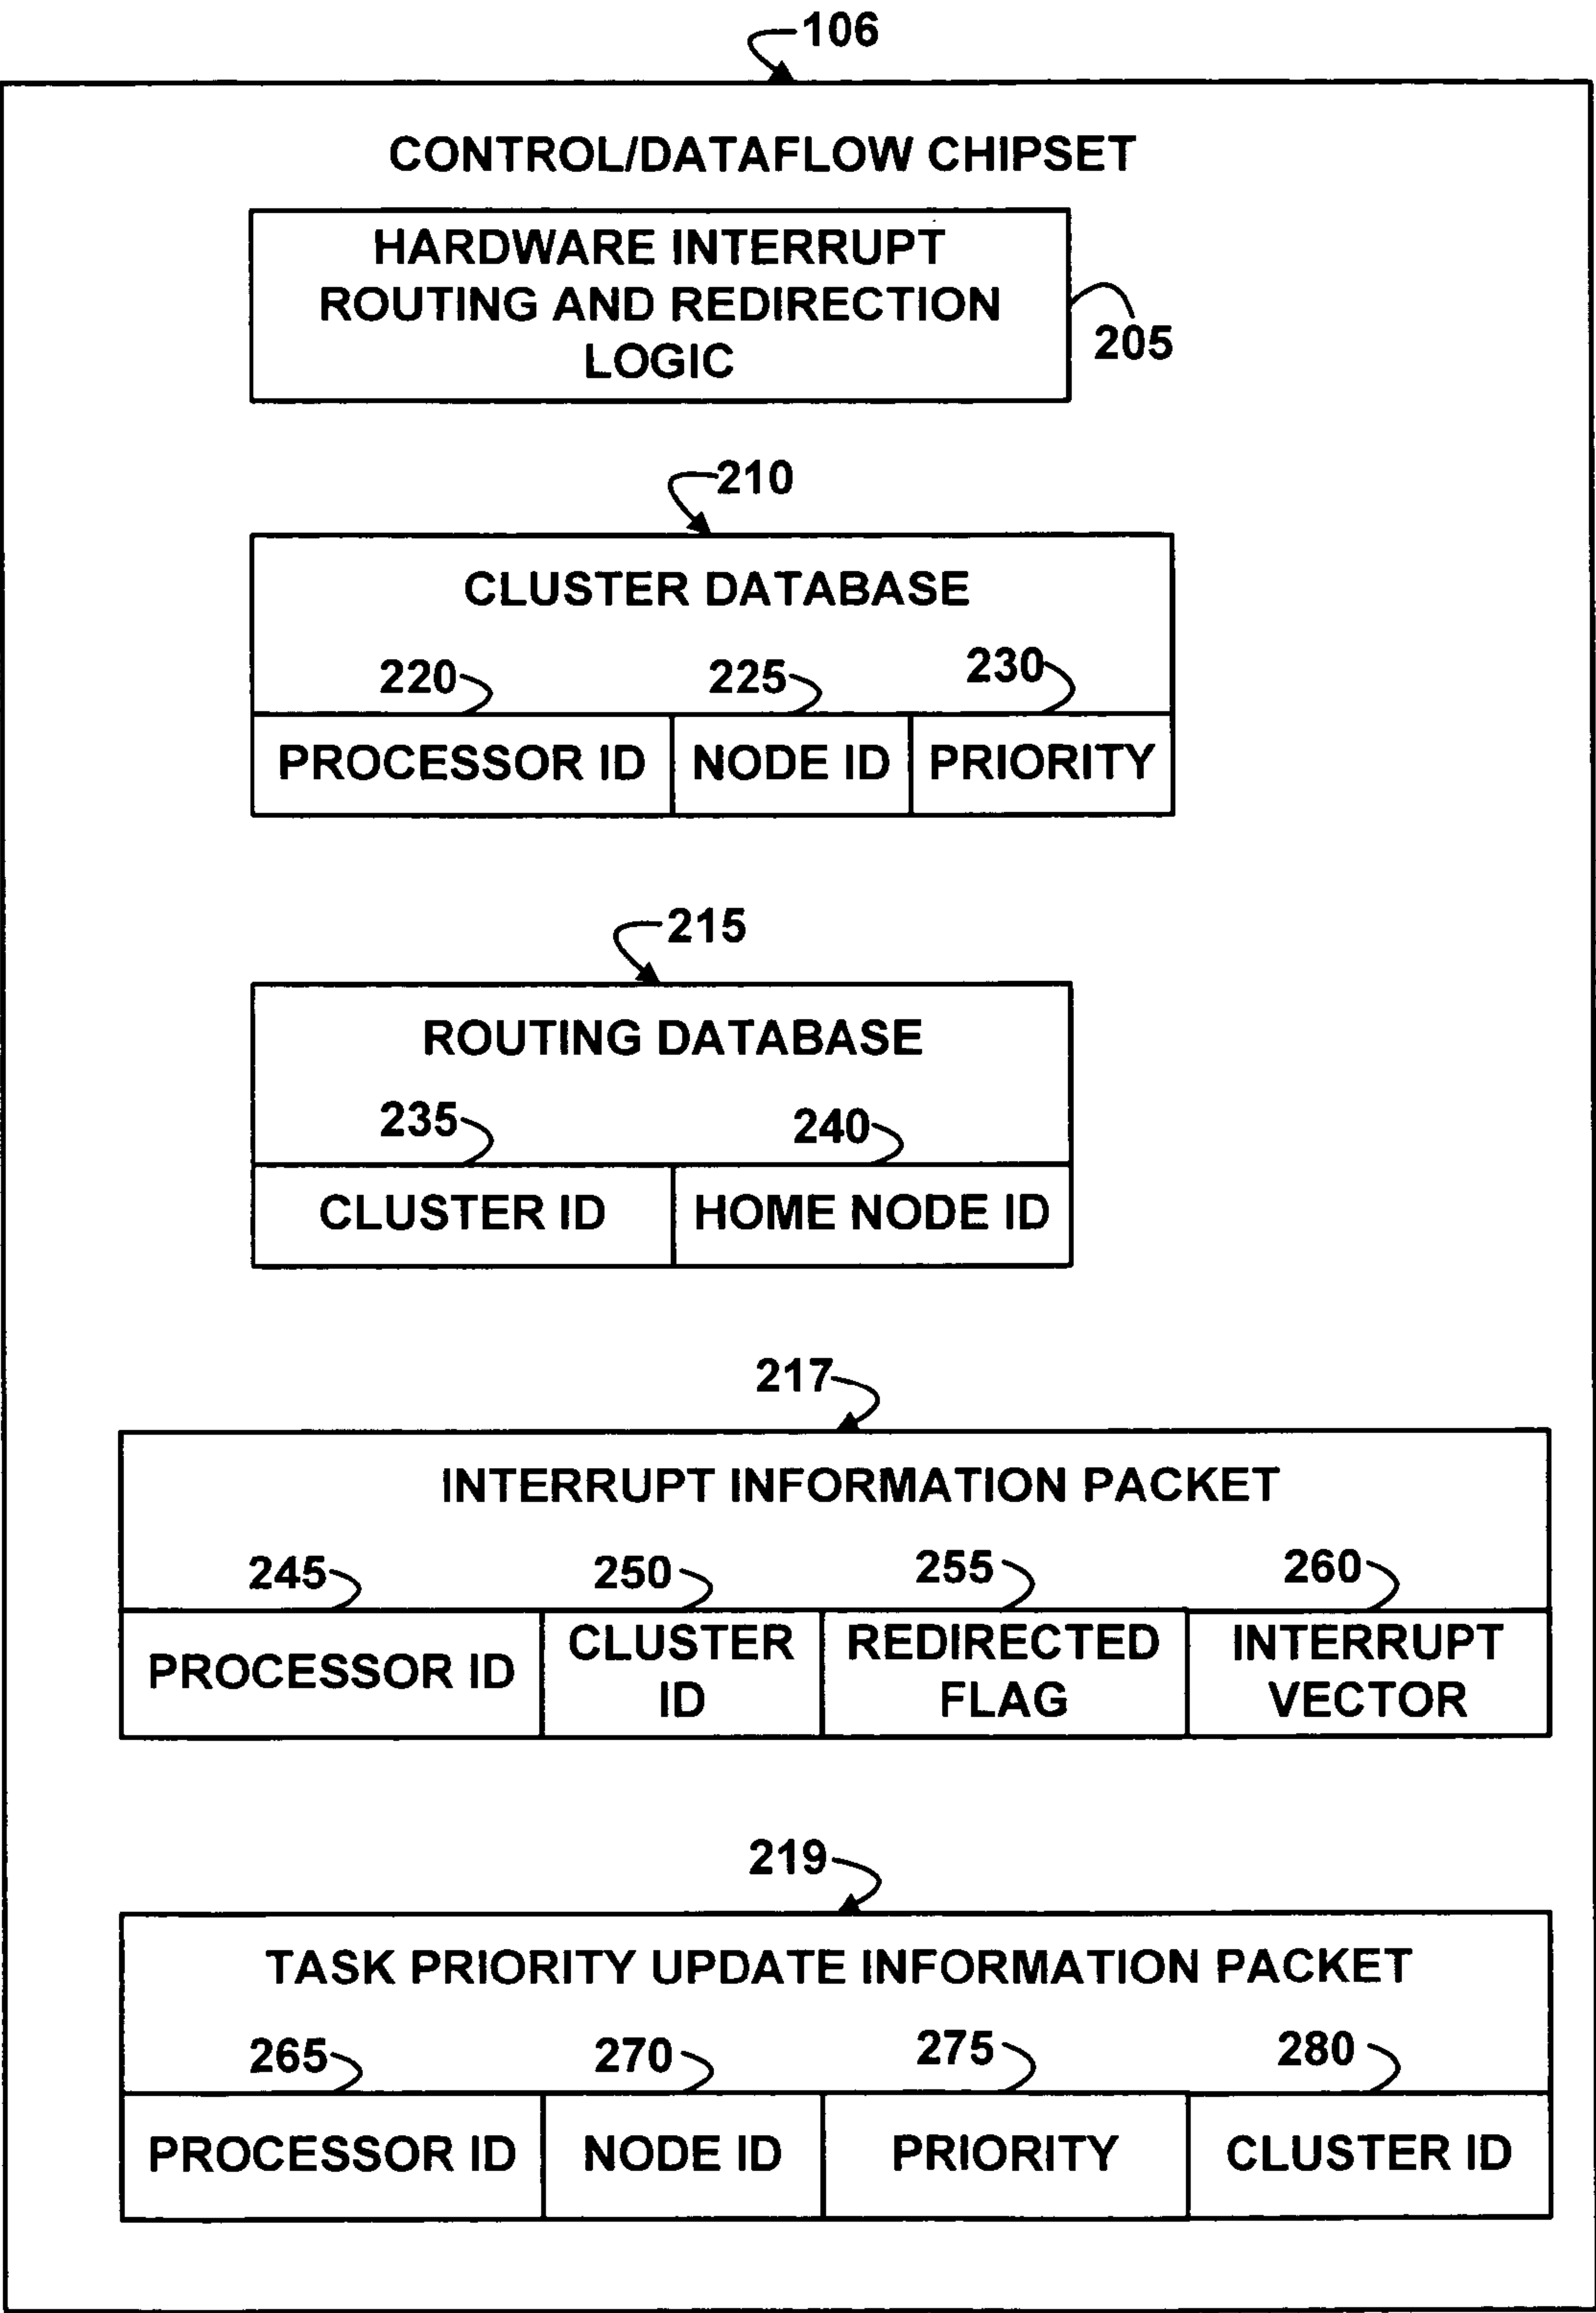 106
CONTROL/DATAFLOW CHIPSET
HARDWARE INTERRUPT
ROUTING AND REDIRECTION
LOGIC
205
210
CLUSTER DATABASE
220 225 230
PROCESSOR ID NODE ID PRIORITY
215
ROUTING DATABASE
235 240
CLUSTER ID HOME NODE ID
217
INTERRUPT INFORMATION PACKET
245 250 255 260
PROCESSOR ID CLUSTER ID REDIRECTED FLAG INTERRUPT VECTOR
219
TASK PRIORITY UPDATE INFORMATION PACKET
265 270 275 280
PROCESSOR ID NODE ID PRIORITY CLUSTER ID